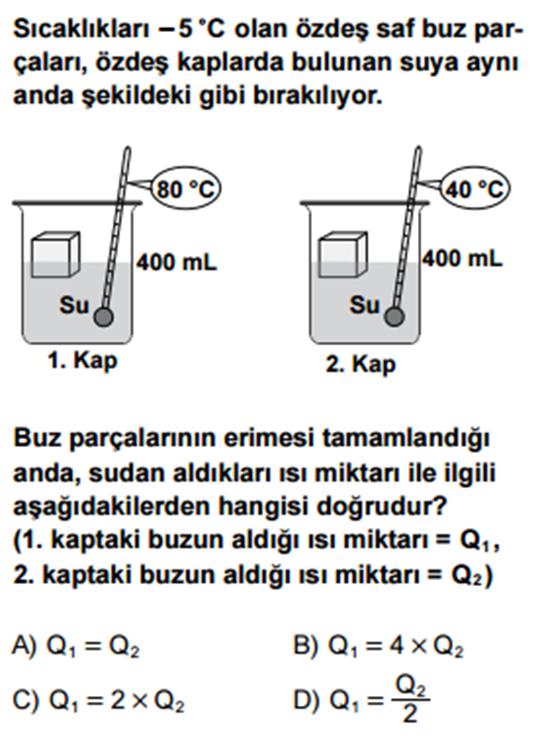 Sıcaklıkları –5 °C olan özdeş saf buz par-
çaları, özdeş kaplarda bulunan suya aynı
anda şekildeki gibi bırakılıyor.
80 °C
40 °C
400 mL
400 mL
Su
Su
1. Kap
2. Kap
Buz parçalarının erimesi tamamlandığı
anda, sudan aldıkları ısı miktarı ile ilgili
aşağıdakilerden hangisi doğrudur?
(1. kaptaki buzun aldığı ısı miktarı = Q₁,
2. kaptaki buzun aldığı ısı miktarı = Q₂)
A) Q₁ = Q₂
B) Q₁ = 4 × Q₂
C) Q₁ = 2 × Q₂
D) Q₁ = Q₂/2